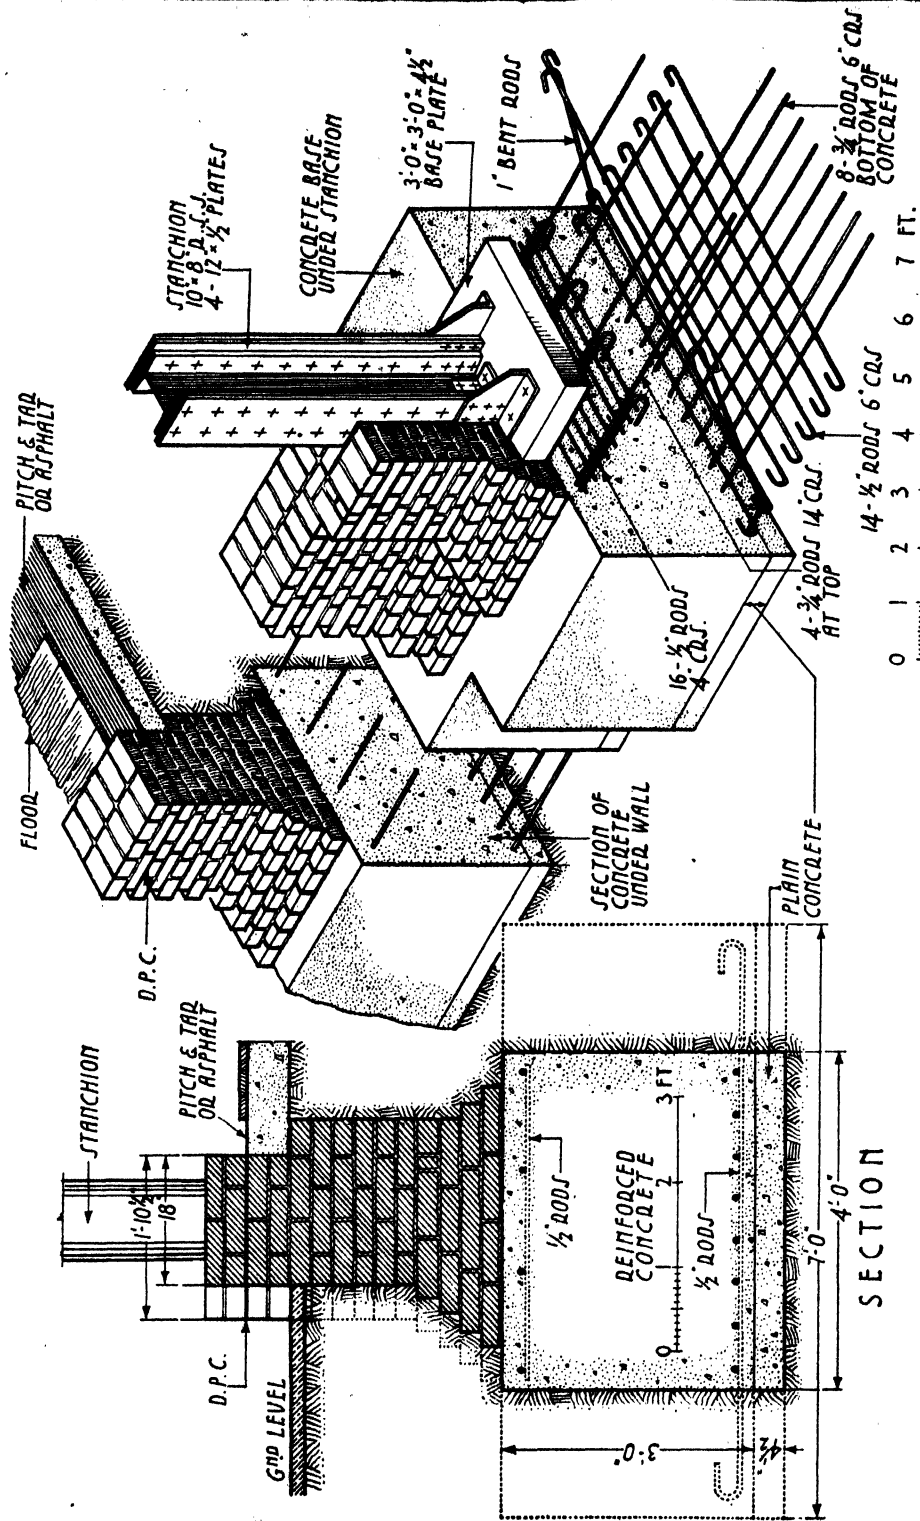 STANCHION
1'-10½"
18"
PITCH & TAR
OR ASPHALT
D.P.C.
GND LEVEL
½" RODS
REINFORCED
CONCRETE
0 1 2 3 FT
½" RODS
3'-0"
4½"
4'-0"
7'-0"
SECTION
FLOOR
PITCH & TAR
OR ASPHALT
D.P.C.
SECTION OF
CONCRETE
UNDER WALL
PLAIN
CONCRETE
STANCHION
10" × 8" R.S.J.
4 - 12" × ½" PLATES
CONCRETE BASE
UNDER STANCHION
3'-0" × 3'-0" × 4½"
BASE PLATE
1" BENT RODS
8 - ¾" RODS 6" CRS
BOTTOM OF
CONCRETE
14 - ½" RODS 6" CRS
4 - ¾" RODS 14" CRS
AT TOP
RODS
4" CRS.
0 1 2 3 4 5 6 7 FT.